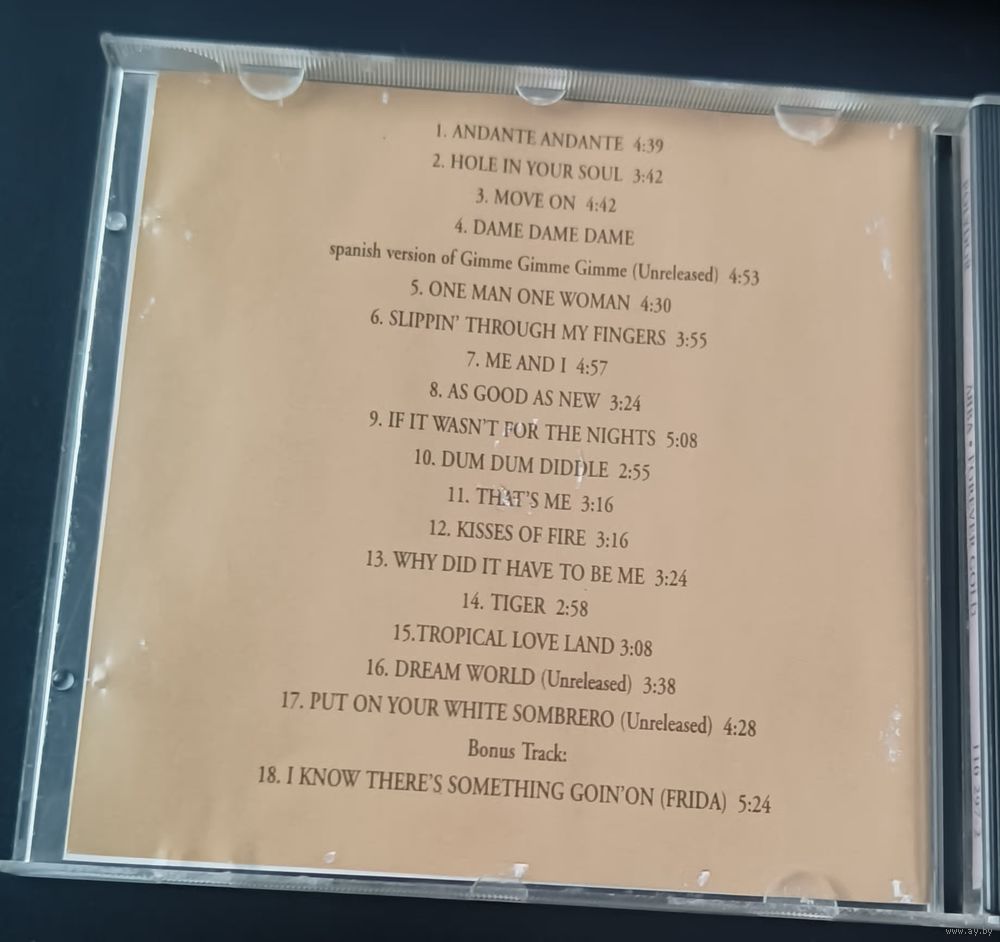 1. ANDANTE ANDANTE 4:39
2. HOLE IN YOUR SOUL 3:42
3. MOVE ON 4:42
4. DAME DAME DAME
spanish version of Gimme Gimme Gimme (Unreleased) 4:53
5. ONE MAN ONE WOMAN 4:30
6. SLIPPIN' THROUGH MY FINGERS 3:55
7. ME AND I 4:57
8. AS GOOD AS NEW 3:24
9. IF IT WASN'T FOR THE NIGHTS 5:08
10. DUM DUM DIDDLE 2:55
11. THAT'S ME 3:16
12. KISSES OF FIRE 3:16
13. WHY DID IT HAVE TO BE ME 3:24
14. TIGER 2:58
15.TROPICAL LOVE LAND 3:08
16. DREAM WORLD (Unreleased) 3:38
17. PUT ON YOUR WHITE SOMBRERO (Unreleased) 4:28
Bonus Track:
18. I KNOW THERE'S SOMETHING GOIN'ON (FRIDA) 5:24
ABBA • FOREVER GOLD
www.ay.by